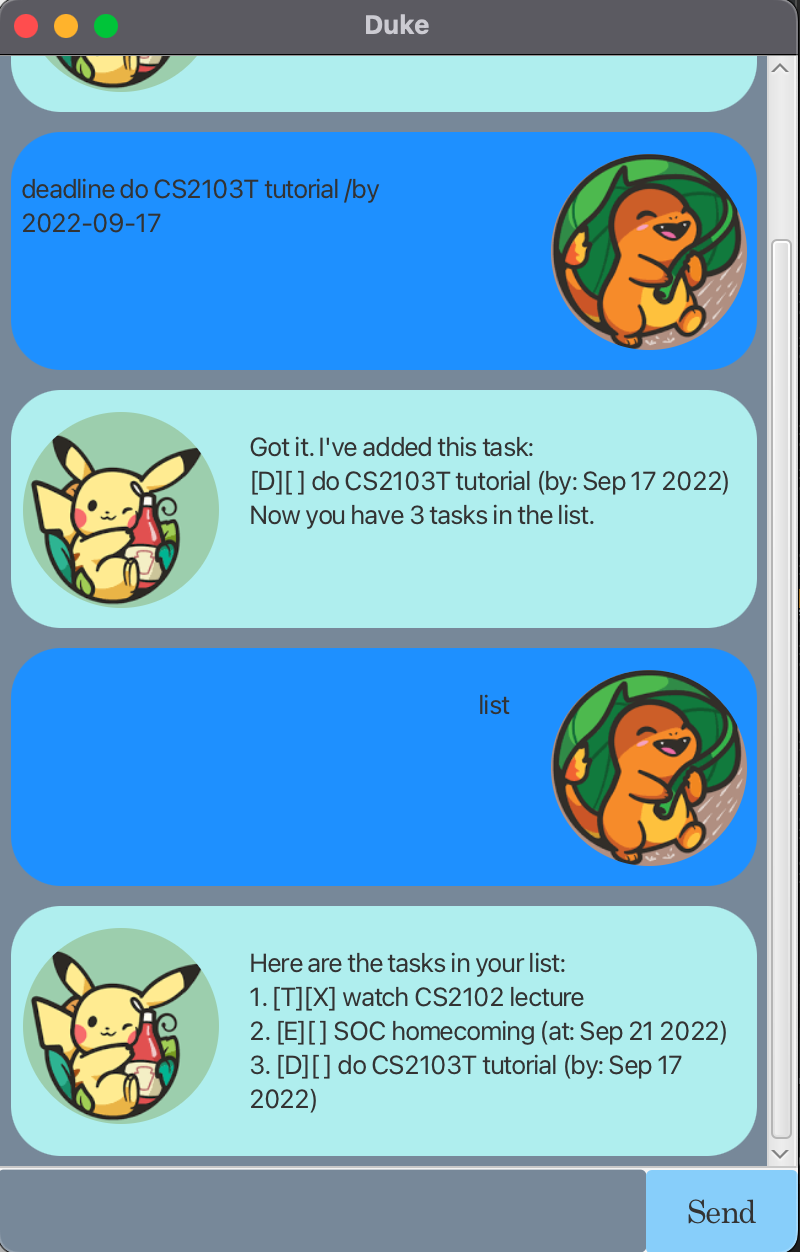 Duke
deadline do CS2103T tutorial /by
2022-09-17
Got it. I've added this task:
[D][ ] do CS2103T tutorial (by: Sep 17 2022)
Now you have 3 tasks in the list.
list
Here are the tasks in your list:
1. [T][X] watch CS2102 lecture
2. [E][ ] SOC homecoming (at: Sep 21 2022)
3. [D][ ] do CS2103T tutorial (by: Sep 17
2022)
Send